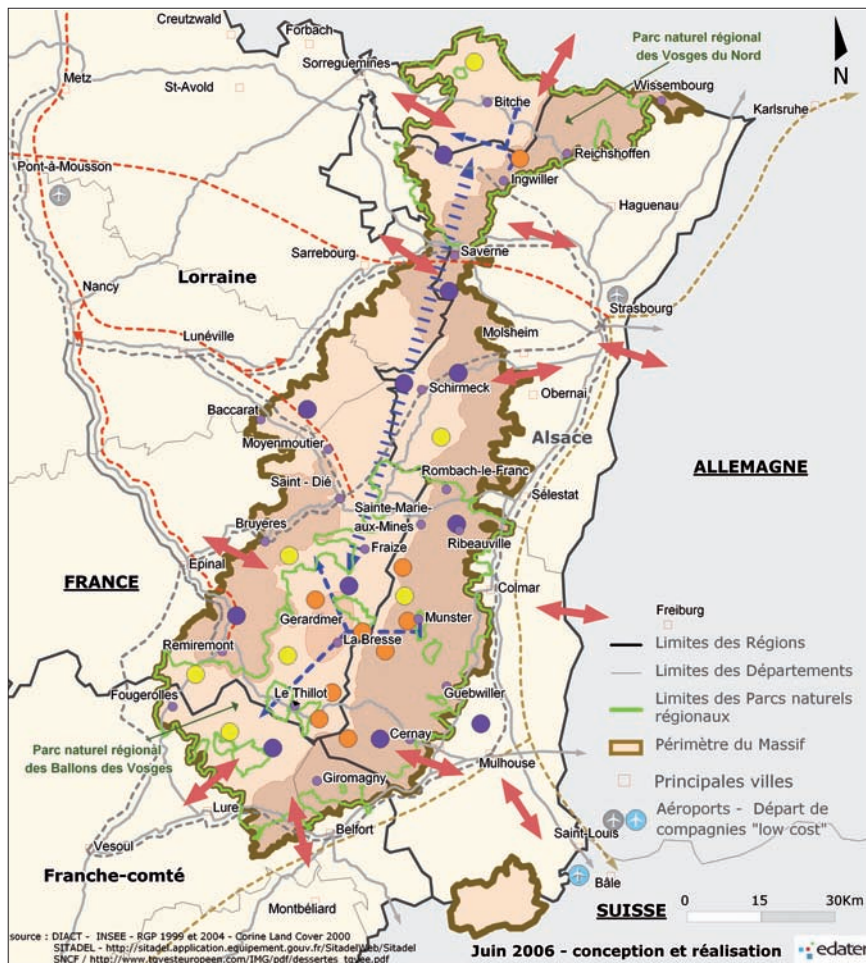 Creutzwald
Forbach
Parc naturel régional
des Vosges du Nord
N
Sorreguemines
Metz
St-Avold
Bitche
Wissembourg
Karlsruhe
Pont-à-Mousson
Reichshoffen
Ingwiller
Haguenau
Sarrebourg
Saverne
Lorraine
Nancy
Strasbourg
Lunéville
Molsheim
Schirmeck
Obernai
Baccarat
Moyenmoutier
Alsace
ALLEMAGNE
Rombach-le-Franc
Saint - Dié
Sélestat
Sainte-Marie-
aux-Mines
Bruyères
Ribeauville
Fraize
Epinal
FRANCE
Colmar
Freiburg
Gerardmer
Munster
La Bresse
Remiremont
Limites des Régions
Limites des Départements
Fougerolles
Le Thillot
Guebwiller
Limites des Parcs naturels
régionaux
Cernay
Périmètre du Massif
Parc naturel régional
des Ballons des Vosges
Giromagny
Mulhouse
Principales villes
Lure
Aéroports - Départ de
compagnies "low cost"
Belfort
Saint-Louis
Vesoul
Franche-comté
Bâle
Montbéliard
SUISSE
0 15 30Km
source : DIACT - INSEE - RGP 1999 et 2004 - Corine Land Cover 2000
SITADEL - http://sitadel.application.equipement.gouv.fr/SitadelWeb/Sitadel
SNCF / http://www.tgvesteuropeen.com/IMG/pdf/dessertes_tgvee.pdf
Juin 2006 - conception et réalisation
edater